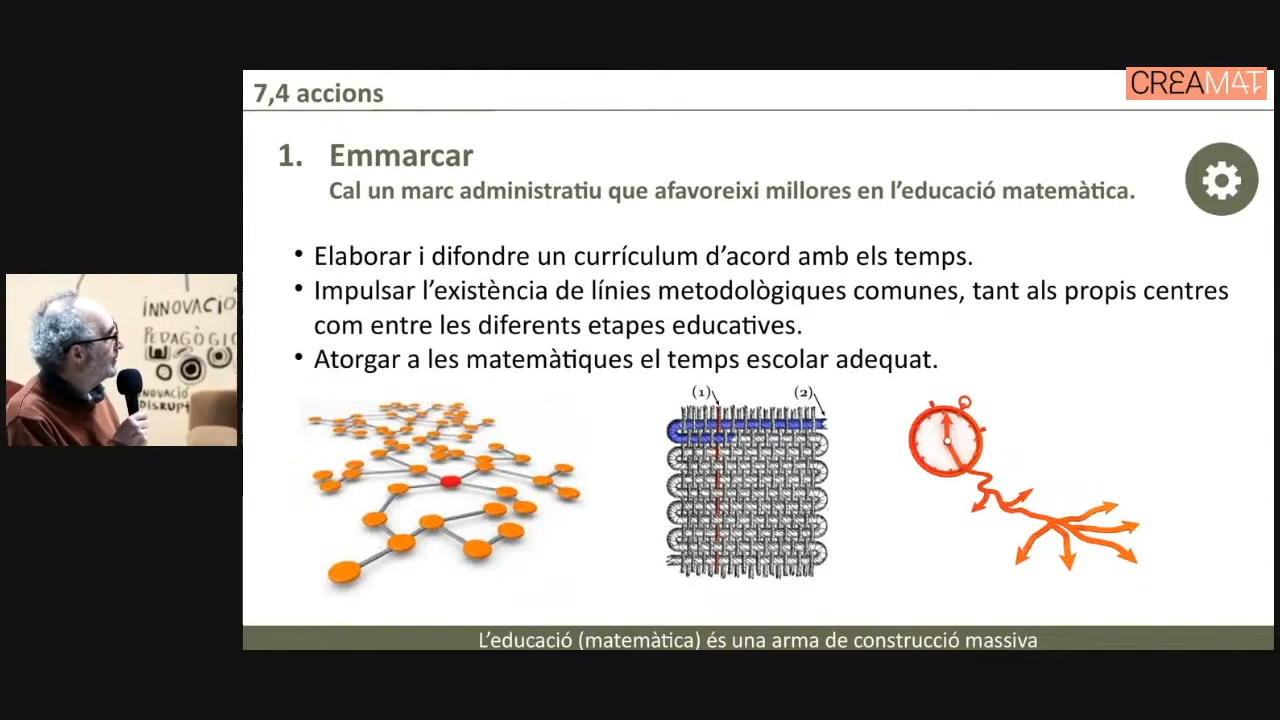 7,4 accions
CREAMAT
1. Emmarcar
Cal un marc administratiu que afavoreixi millores en l’educació matemàtica.
• Elaborar i difondre un currículum d’acord amb els temps.
• Impulsar l’existència de línies metodològiques comunes, tant als propis centres
com entre les diferents etapes educatives.
• Atorgar a les matemàtiques el temps escolar adequat.
(1)
(2)
INNOVACIÓ
PEDAGÒGIC
NOVACIÓ
DISRUPT
L’educació (matemàtica) és una arma de construcció massiva